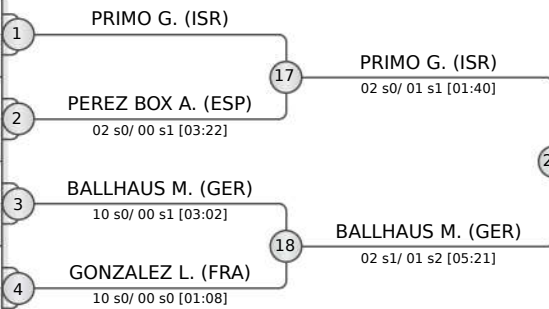 PRIMO G. (ISR)
1
17
PRIMO G. (ISR)
02 s0/ 01 s1 [01:40]
PEREZ BOX A. (ESP)
2
02 s0/ 00 s1 [03:22]
BALLHAUS M. (GER)
3
10 s0/ 00 s1 [03:02]
18
BALLHAUS M. (GER)
02 s1/ 01 s2 [05:21]
GONZALEZ L. (FRA)
4
10 s0/ 00 s0 [01:08]